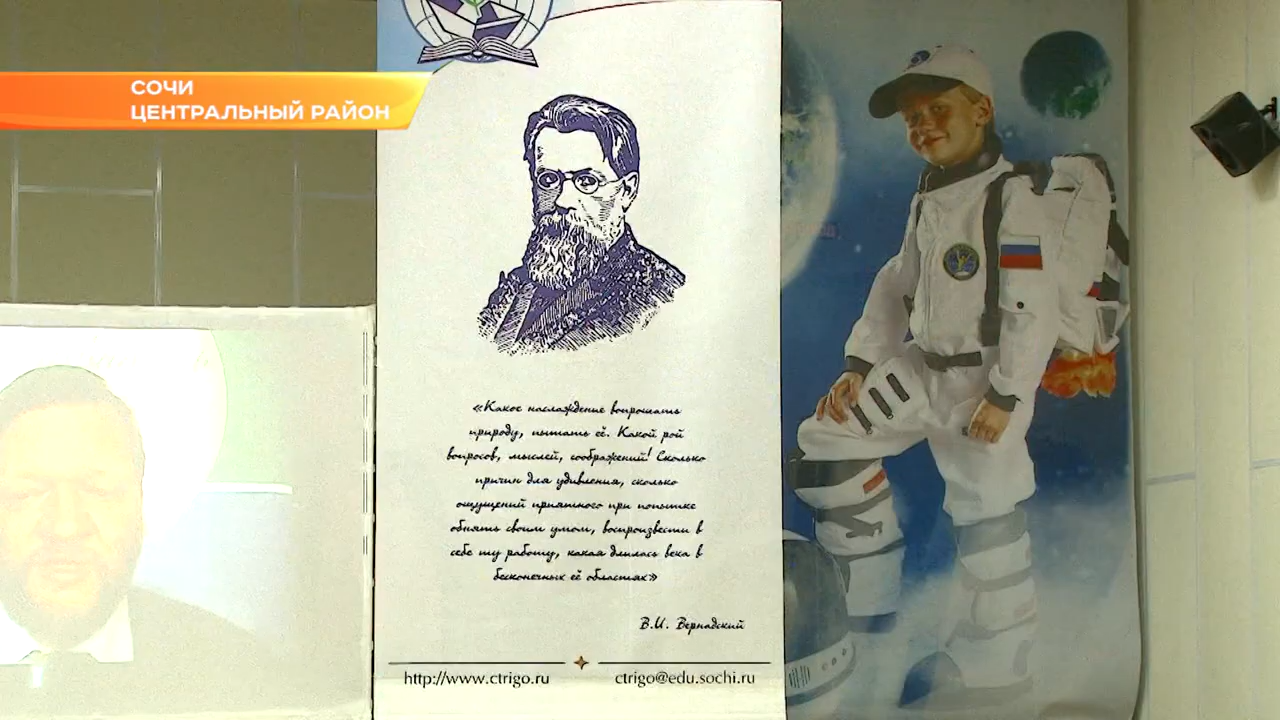 СОЧИ
ЦЕНТРАЛЬНЫЙ РАЙОН
«Какое наслаждение вопрошать
природу, пытать её. Какой рой
вопросов, мыслей, соображений! Сколько
причин для удивления, сколько
ощущений приятного при попытке
обнять своим умом, воспроизвести в
себе ту работу, какая длилась века в
бесконечных её областях»
В.И. Вернадский
http://www.ctrigo.ru
ctrigo@edu.sochi.ru